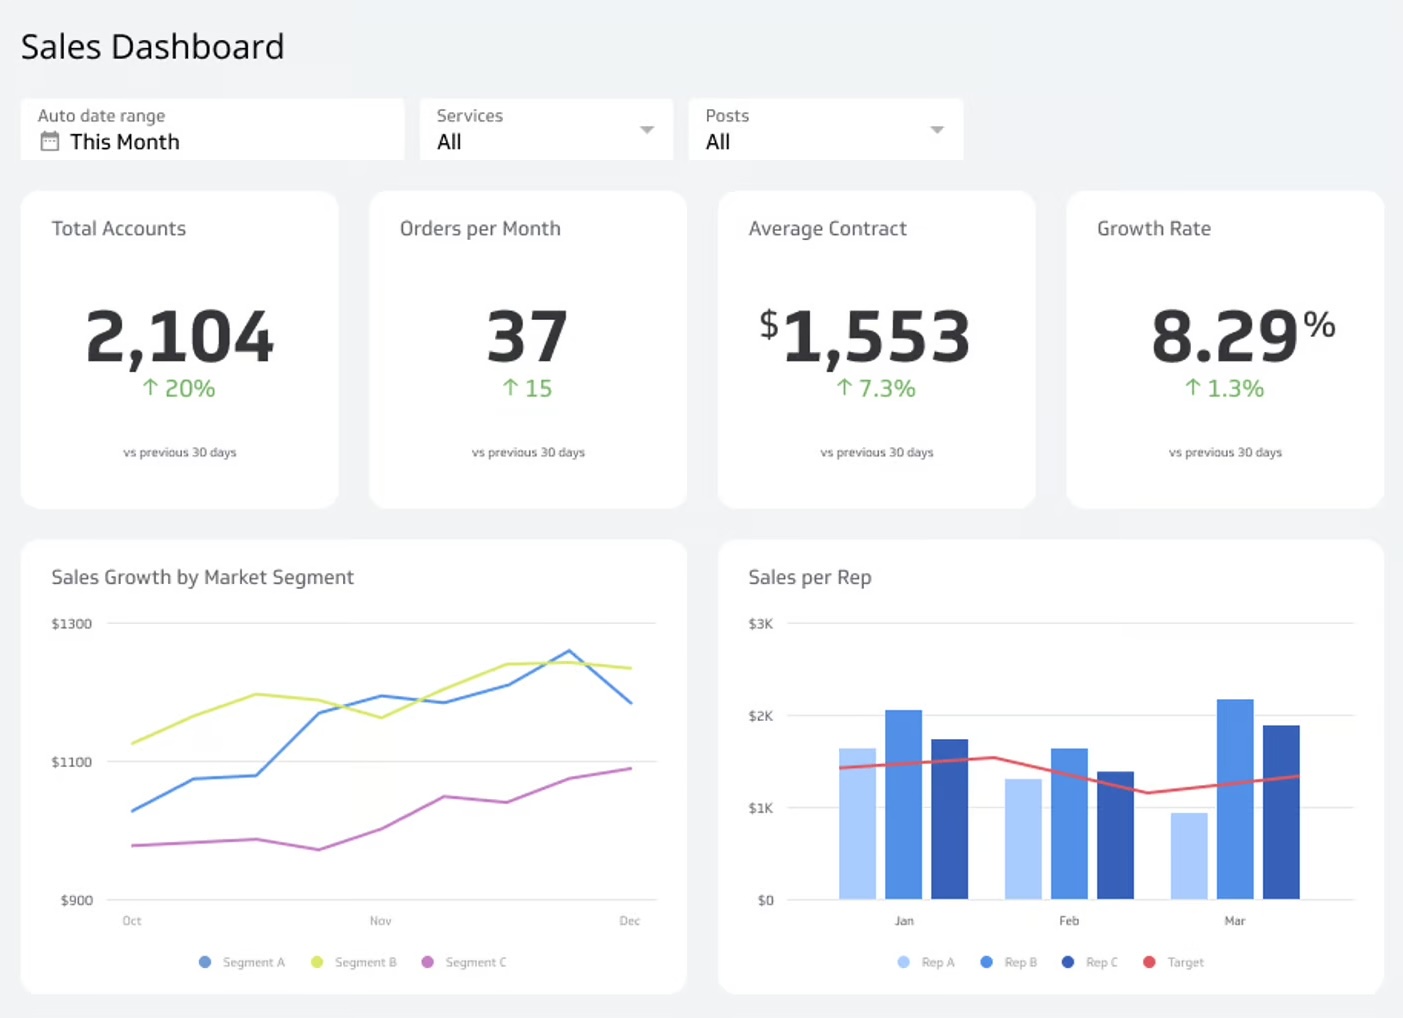 Sales Dashboard
Auto date range
This Month
Services
All
Posts
All
Total Accounts
2,104
↑ 20%
vs previous 30 days
Orders per Month
37
↑ 15
vs previous 30 days
Average Contract
$1,553
↑ 7.3%
vs previous 30 days
Growth Rate
8.29%
↑ 1.3%
vs previous 30 days
Sales Growth by Market Segment
$1300
$1100
$900
Oct Nov Dec
Segment A Segment B Segment C
Sales per Rep
$3K
$2K
$1K
$0
Jan Feb Mar
Rep A Rep B Rep C Target